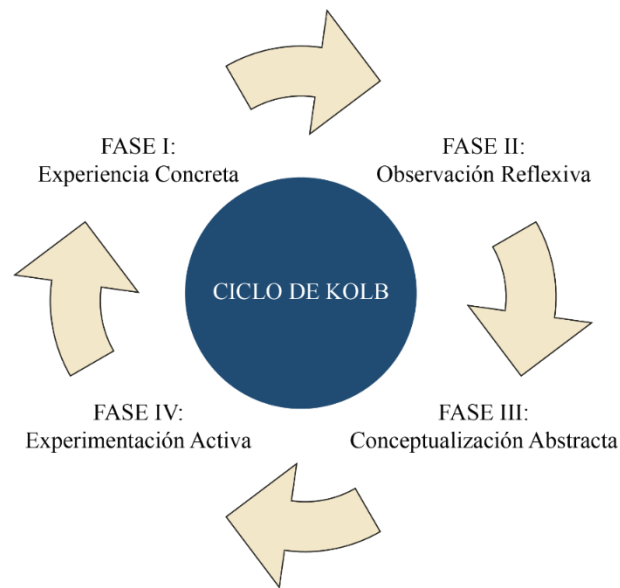 FASE I:
Experiencia Concreta
FASE II:
Observación Reflexiva
CICLO DE KOLB
FASE IV:
Experimentación Activa
FASE III:
Conceptualización Abstracta